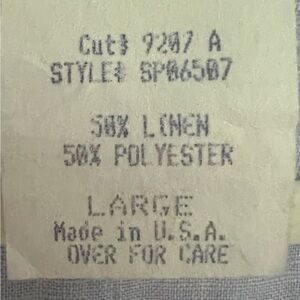 Cut# 9207 A
STYLE# SP06507
50% LINEN
50% POLYESTER
LARGE
Made in U.S.A.
OVER FOR CARE